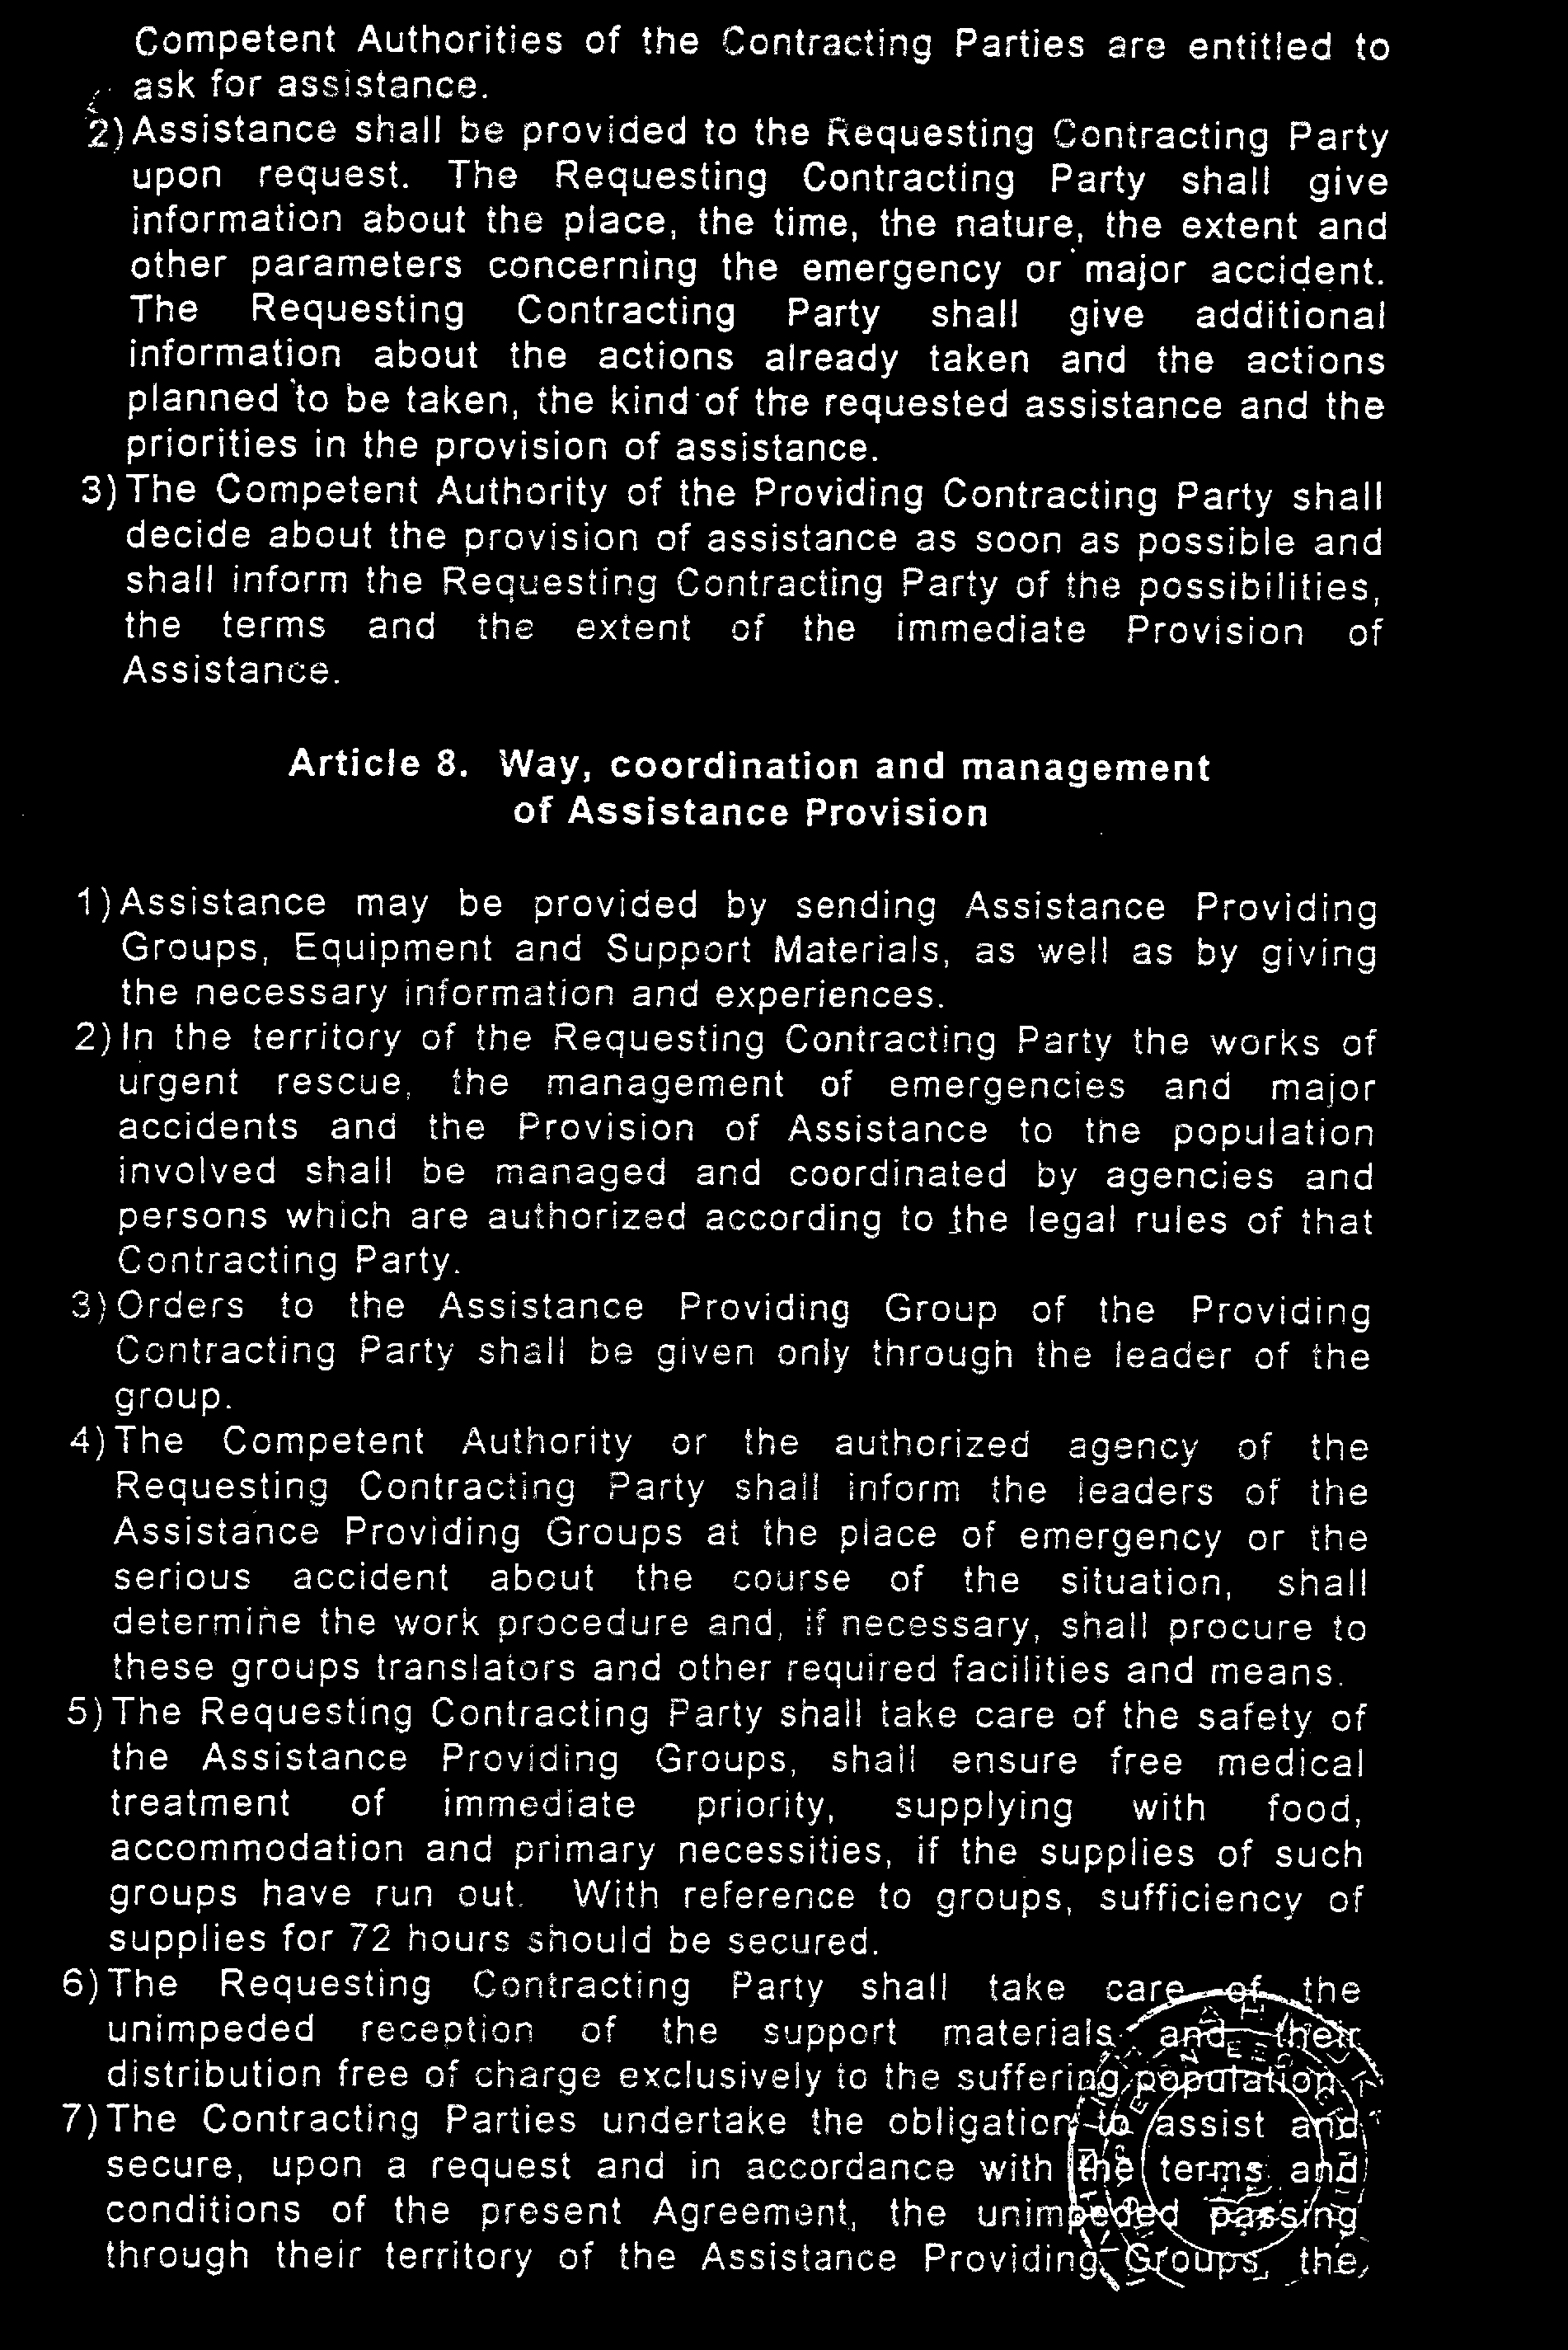 Competent Authorities of the Contracting Parties are entitled to
ask for assistance.
2) Assistance shall be provided to the Requesting Contracting Party
upon request. The Requesting Contracting Party shall give
information about the place, the time, the nature, the extent and
other parameters concerning the emergency or major accident.
The Requesting Contracting Party shall give additional
information about the actions already taken and the actions
planned to be taken, the kind of the requested assistance and the
priorities in the provision of assistance.
3) The Competent Authority of the Providing Contracting Party shall
decide about the provision of assistance as soon as possible and
shall inform the Requesting Contracting Party of the possibilities,
the terms and the extent of the immediate Provision of
Assistance.
Article 8. Way, coordination and management
of Assistance Provision
1) Assistance may be provided by sending Assistance Providing
Groups, Equipment and Support Materials, as well as by giving
the necessary information and experiences.
2) In the territory of the Requesting Contracting Party the works of
urgent rescue, the management of emergencies and major
accidents and the Provision of Assistance to the population
involved shall be managed and coordinated by agencies and
persons which are authorized according to the legal rules of that
Contracting Party.
3) Orders to the Assistance Providing Group of the Providing
Contracting Party shall be given only through the leader of the
group.
4) The Competent Authority or the authorized agency of the
Requesting Contracting Party shall inform the leaders of the
Assistance Providing Groups at the place of emergency or the
serious accident about the course of the situation, shall
determine the work procedure and, if necessary, shall procure to
these groups translators and other required facilities and means.
5) The Requesting Contracting Party shall take care of the safety of
the Assistance Providing Groups, shall ensure free medical
treatment of immediate priority, supplying with food,
accommodation and primary necessities, if the supplies of such
groups have run out. With reference to groups, sufficiency of
supplies for 72 hours should be secured.
6) The Requesting Contracting Party shall take care of the
unimpeded reception of the support materials and their
distribution free of charge exclusively to the suffering population.
7) The Contracting Parties undertake the obligation to assist and
secure, upon a request and in accordance with the terms and
conditions of the present Agreement, the unimpeded passing
through their territory of the Assistance Providing Groups, the